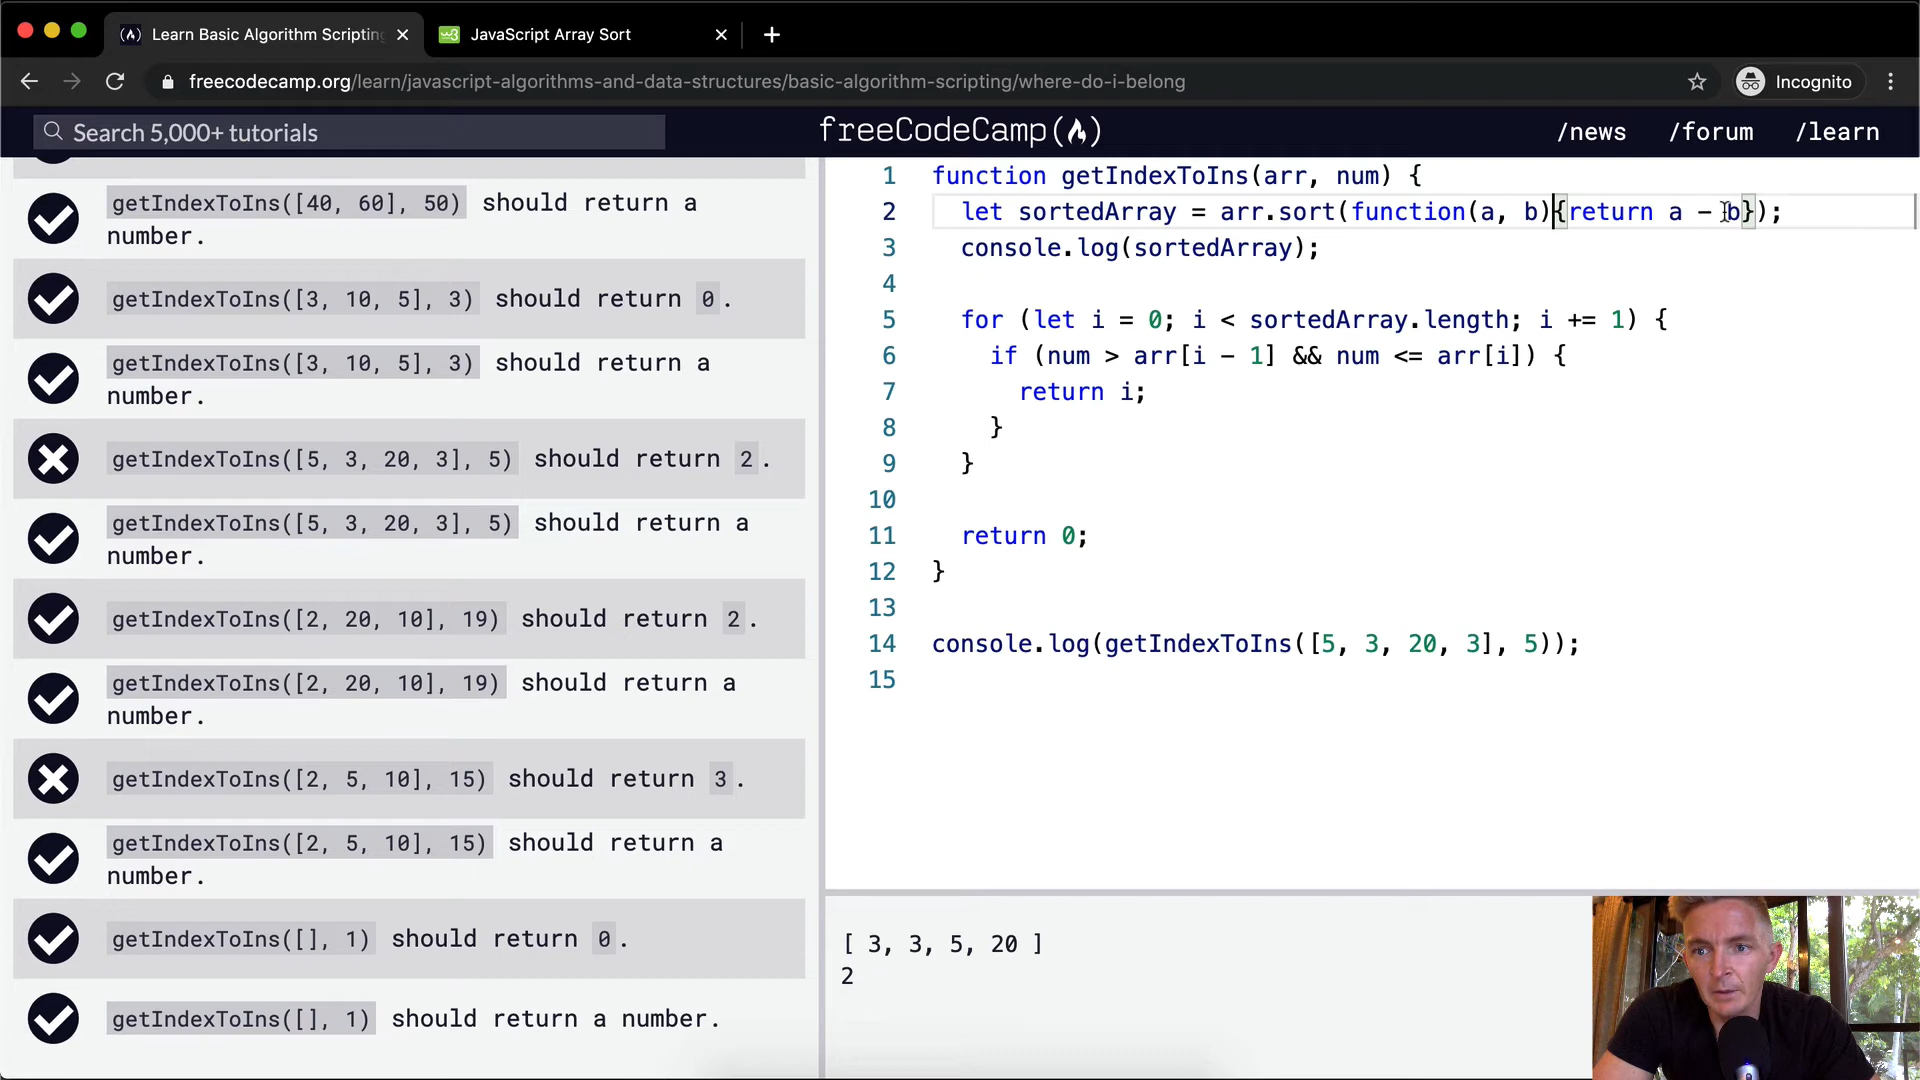 Learn Basic Algorithm Scripting
JavaScript Array Sort
freecodecamp.org/learn/javascript-algorithms-and-data-structures/basic-algorithm-scripting/where-do-i-belong
Incognito
Search 5,000+ tutorials
freeCodeCamp
/news
/forum
/learn
getIndexToIns([40, 60], 50) should return a
number.
getIndexToIns([3, 10, 5], 3) should return 0.
getIndexToIns([3, 10, 5], 3) should return a
number.
getIndexToIns([5, 3, 20, 3], 5) should return 2.
getIndexToIns([5, 3, 20, 3], 5) should return a
number.
getIndexToIns([2, 20, 10], 19) should return 2.
getIndexToIns([2, 20, 10], 19) should return a
number.
getIndexToIns([2, 5, 10], 15) should return 3.
getIndexToIns([2, 5, 10], 15) should return a
number.
getIndexToIns([], 1) should return 0.
getIndexToIns([], 1) should return a number.
1 function getIndexToIns(arr, num) {
2 let sortedArray = arr.sort(function(a, b){return a - b});
3 console.log(sortedArray);
4
5 for (let i = 0; i < sortedArray.length; i += 1) {
6 if (num > arr[i - 1] && num <= arr[i]) {
7 return i;
8 }
9 }
10
11 return 0;
12 }
13
14 console.log(getIndexToIns([5, 3, 20, 3], 5));
15
[ 3, 3, 5, 20 ]
2